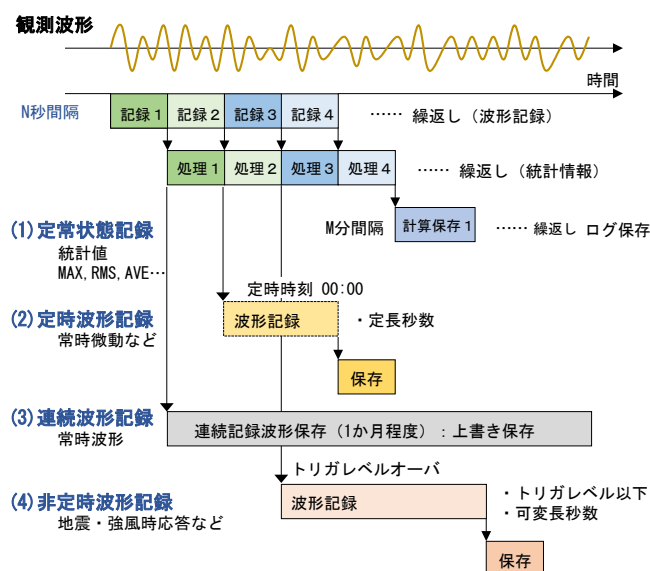 観測波形
時間
N秒間隔
記録1
記録2
記録3
記録4
…… 繰返し(波形記録)
処理1
処理2
処理3
処理4
…… 繰返し(統計情報)
(1) 定常状態記録
M分間隔
計算保存1
…… 繰返し ログ保存
統計値
MAX, RMS, AVE…
定時時刻 00:00
(2) 定時波形記録
波形記録
・定長秒数
常時微動など
保存
(3) 連続波形記録
連続記録波形保存(1か月程度):上書き保存
常時波形
トリガレベルオーバ
(4) 非定時波形記録
波形記録
・トリガレベル以下
・可変長秒数
地震・強風時応答など
保存